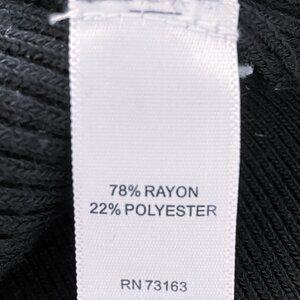 78% RAYON
22% POLYESTER
RN 73163